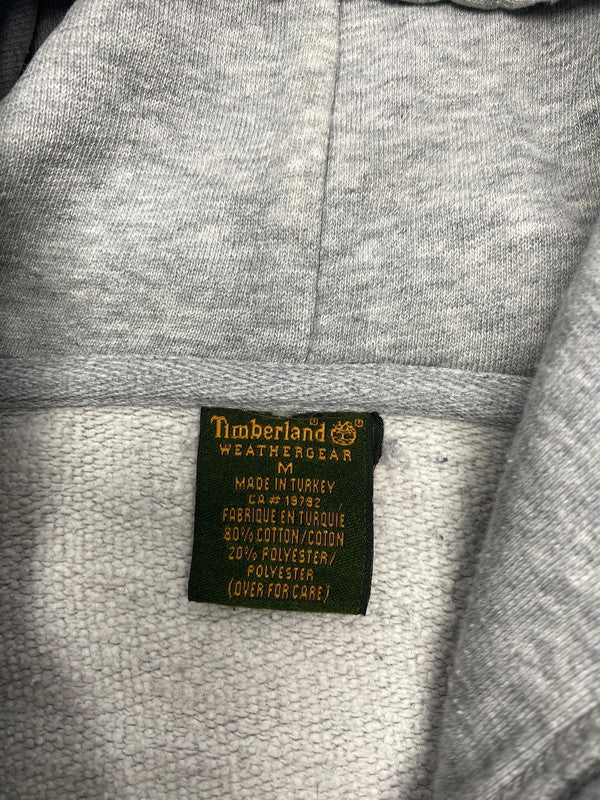 Timberland® ®
WEATHERGEAR
M
MADE IN TURKEY
CA# 19792
FABRIQUE EN TURQUIE
80% COTTON/COTON
20% POLYESTER/
POLYESTER
(OVER FOR CARE)